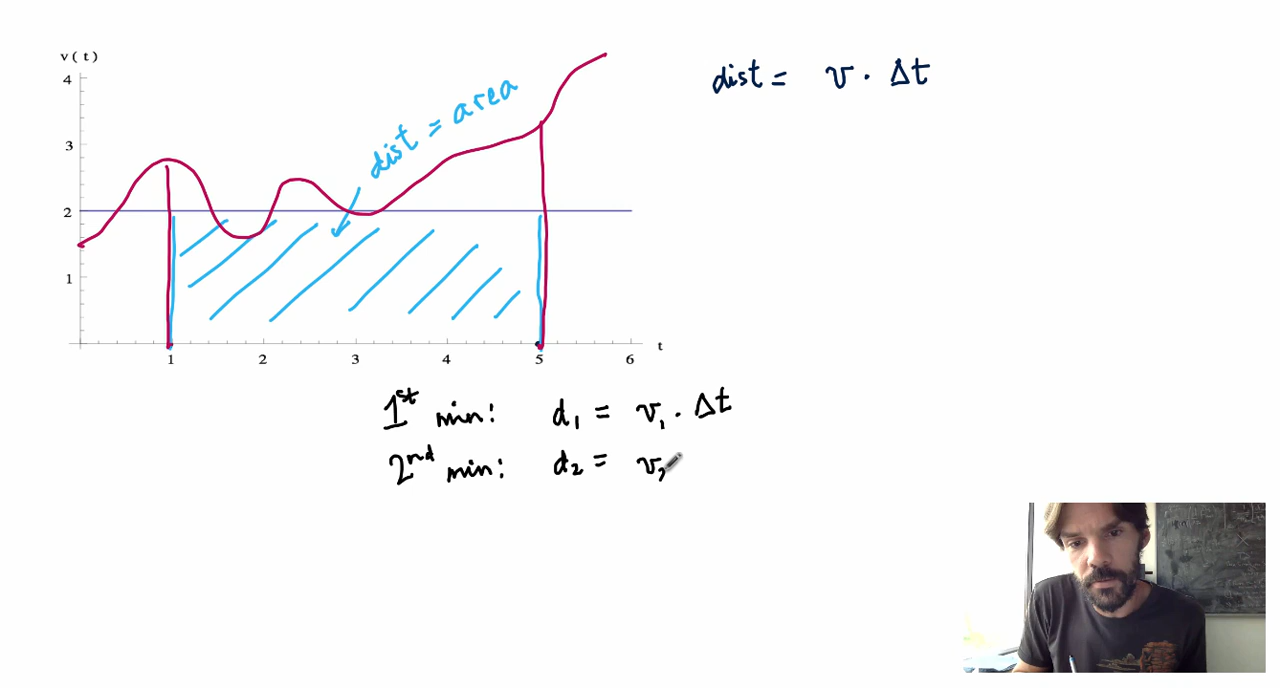 v(t)
4
3
2
1
1 2 3 4 5 6 t
dist = area
dist = v · Δt
1st min: d₁ = v₁ · Δt
2nd min: d₂ = v₂